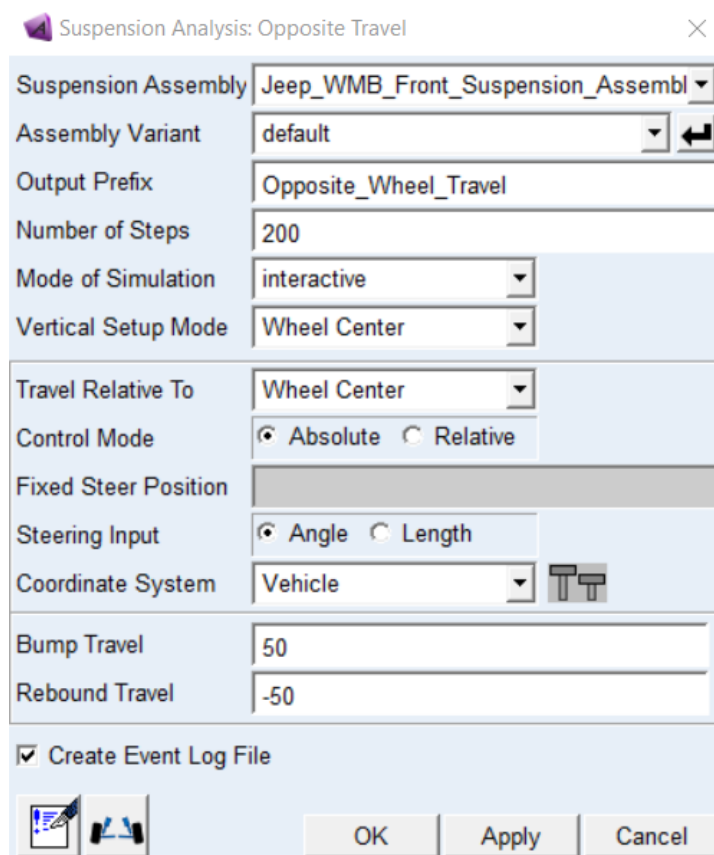 Suspension Analysis: Opposite Travel
Suspension Assembly Jeep_WMB_Front_Suspension_Assembl
Assembly Variant default
Output Prefix Opposite_Wheel_Travel
Number of Steps 200
Mode of Simulation interactive
Vertical Setup Mode Wheel Center
Travel Relative To Wheel Center
Control Mode Absolute Relative
Fixed Steer Position
Steering Input Angle Length
Coordinate System Vehicle
Bump Travel 50
Rebound Travel -50
Create Event Log File
OK Apply Cancel